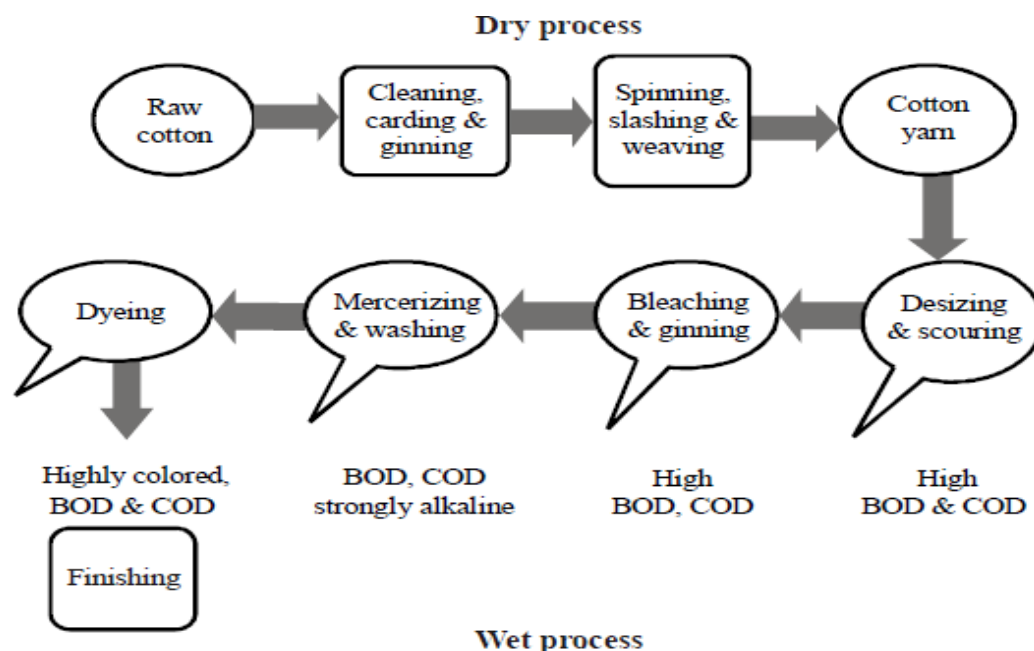 Dry process
Raw
cotton
Cleaning,
carding &
ginning
Spinning,
slashing &
weaving
Cotton
yarn
Dyeing
Mercerizing
& washing
Bleaching
& ginning
Desizing
& scouring
Highly colored,
BOD & COD
BOD, COD
strongly alkaline
High
BOD, COD
High
BOD & COD
Finishing
Wet process